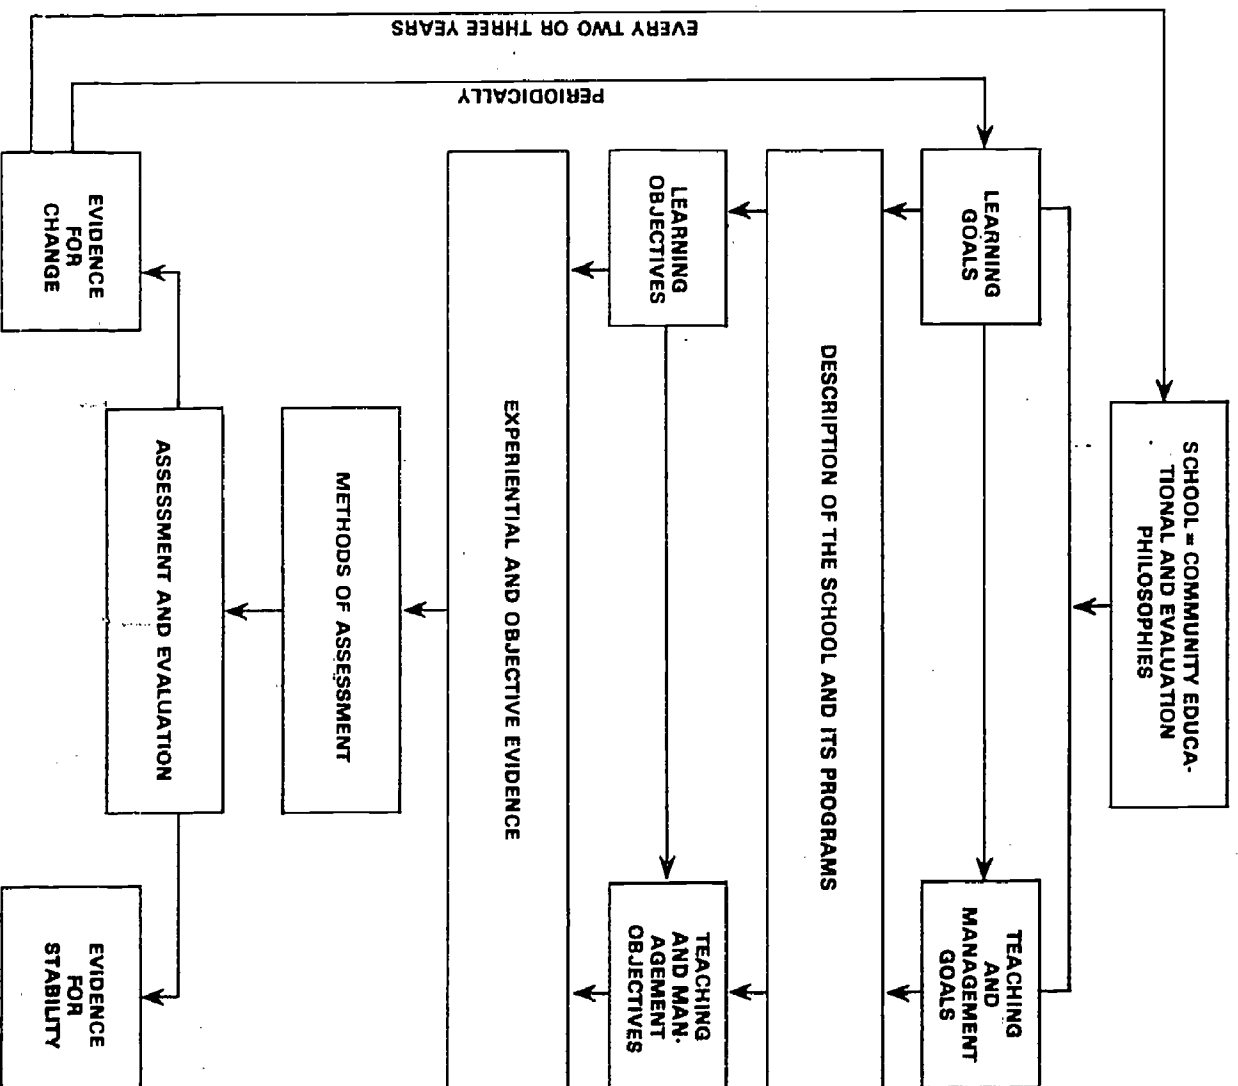 SCHOOL = COMMUNITY EDUCA-
TIONAL AND EVALUATION
PHILOSOPHIES
LEARNING
GOALS
TEACHING
AND
MANAGEMENT
GOALS
DESCRIPTION OF THE SCHOOL AND ITS PROGRAMS
LEARNING
OBJECTIVES
TEACHING
AND MAN-
AGEMENT
OBJECTIVES
EXPERIENTIAL AND OBJECTIVE EVIDENCE
METHODS OF ASSESSMENT
ASSESSMENT AND EVALUATION
EVIDENCE
FOR
CHANGE
EVIDENCE
FOR
STABILITY
PERIODICALLY
EVERY TWO OR THREE YEARS